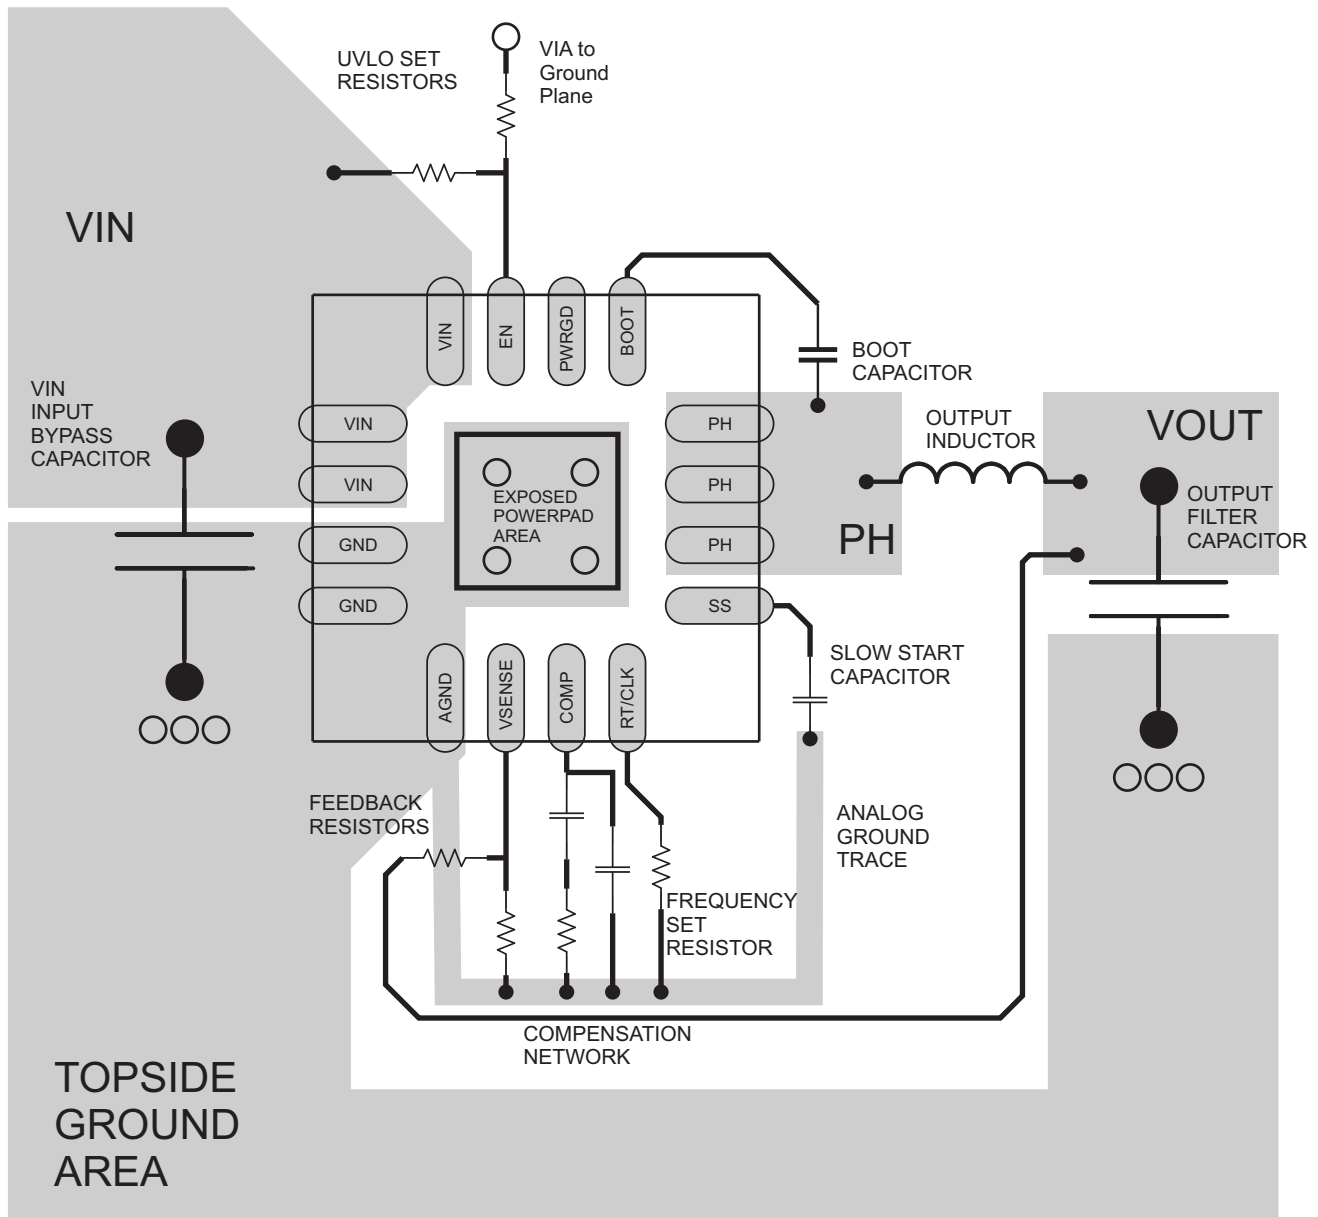 UVLO SET
RESISTORS
VIA to
Ground
Plane
VIN
VIN
EN
PWRGD
BOOT
BOOT
CAPACITOR
VIN
INPUT
BYPASS
CAPACITOR
VIN
VIN
GND
GND
EXPOSED
POWERPAD
AREA
PH
PH
PH
SS
PH
OUTPUT
INDUCTOR
VOUT
OUTPUT
FILTER
CAPACITOR
AGND
VSENSE
COMP
RT/CLK
SLOW START
CAPACITOR
FEEDBACK
RESISTORS
ANALOG
GROUND
TRACE
FREQUENCY
SET
RESISTOR
COMPENSATION
NETWORK
TOPSIDE
GROUND
AREA